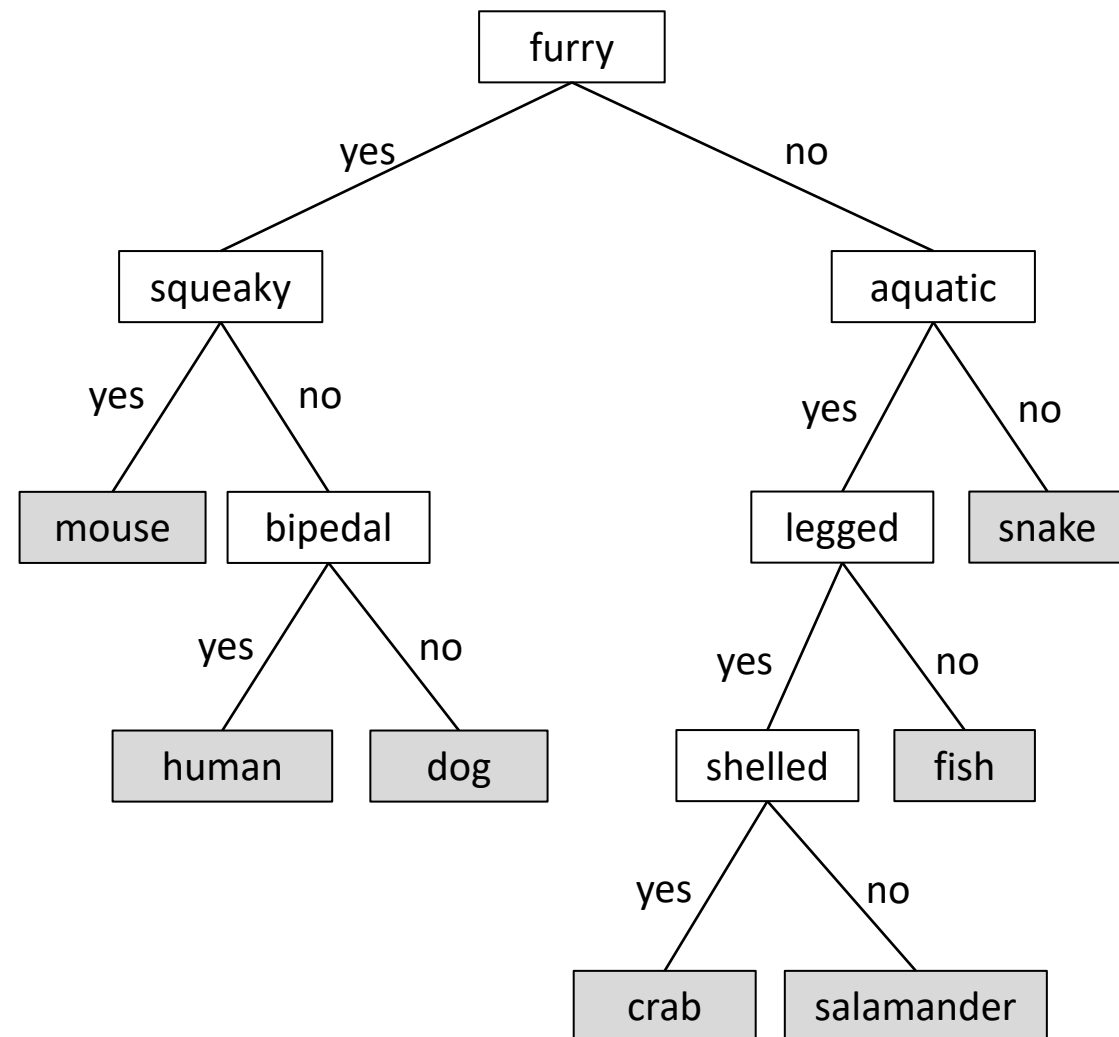 furry
yes
no
squeaky
aquatic
yes
no
yes
no
mouse
bipedal
legged
snake
yes
no
yes
no
human
dog
shelled
fish
yes
no
crab
salamander